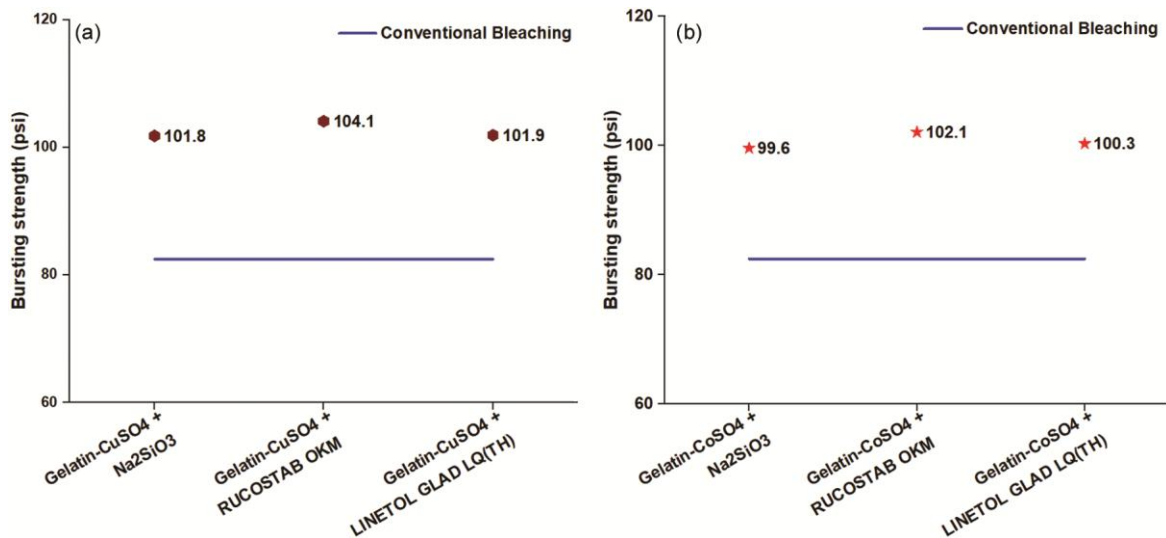 (a)
Conventional Bleaching
120
100
80
60
Bursting strength (psi)
101.8
104.1
101.9
Gelatin-CuSO4 +
Na2SiO3
Gelatin-CuSO4 +
RUCOSTAB OKM
Gelatin-CuSO4 +
LINETOL GLAD LQ(TH)
(b)
Conventional Bleaching
120
100
80
60
Bursting strength (psi)
99.6
102.1
100.3
Gelatin-CoSO4 +
Na2SiO3
Gelatin-CoSO4 +
RUCOSTAB OKM
Gelatin-CoSO4 +
LINETOL GLAD LQ(TH)